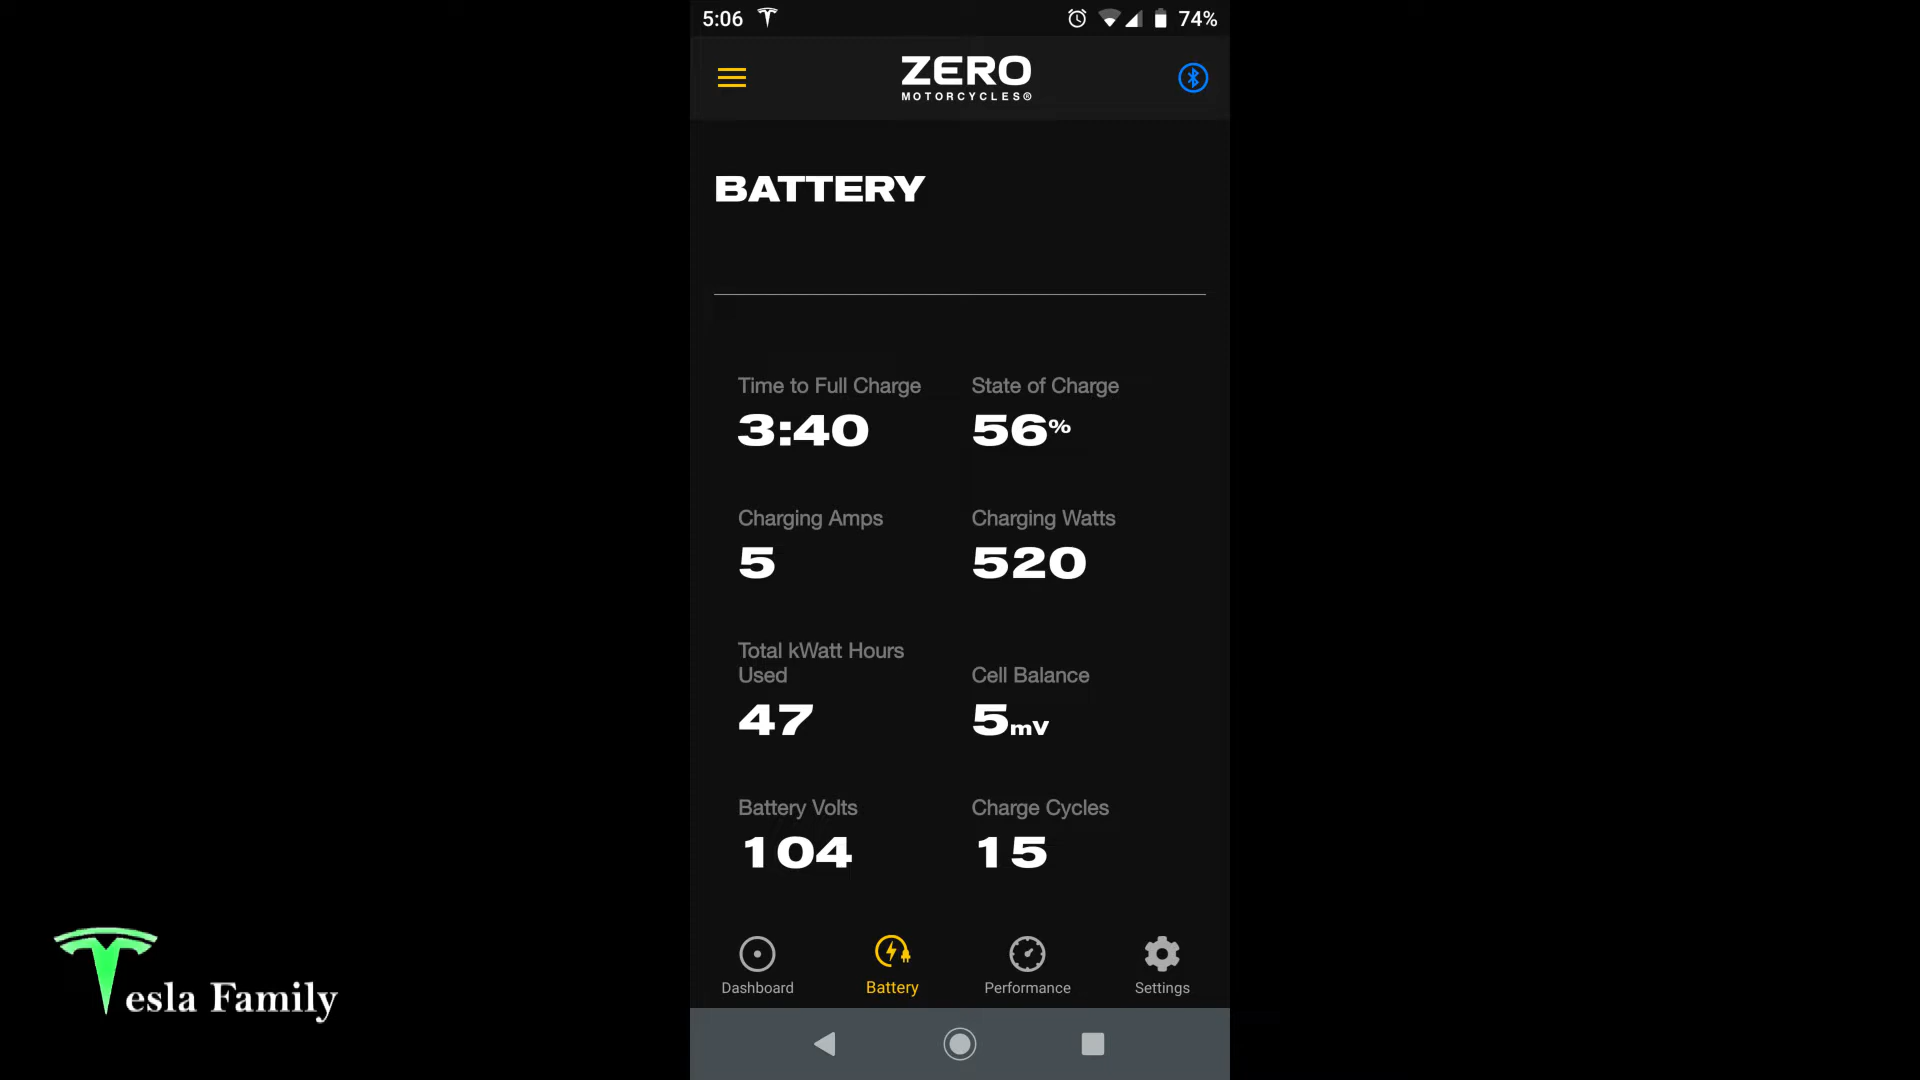 5:06
74%
ZERO
MOTORCYCLES®
BATTERY
Time to Full Charge
3:40
State of Charge
56%
Charging Amps
5
Charging Watts
520
Total kWatt Hours
Used
47
Cell Balance
5mV
Battery Volts
104
Charge Cycles
15
Dashboard
Battery
Performance
Settings
Tesla Family